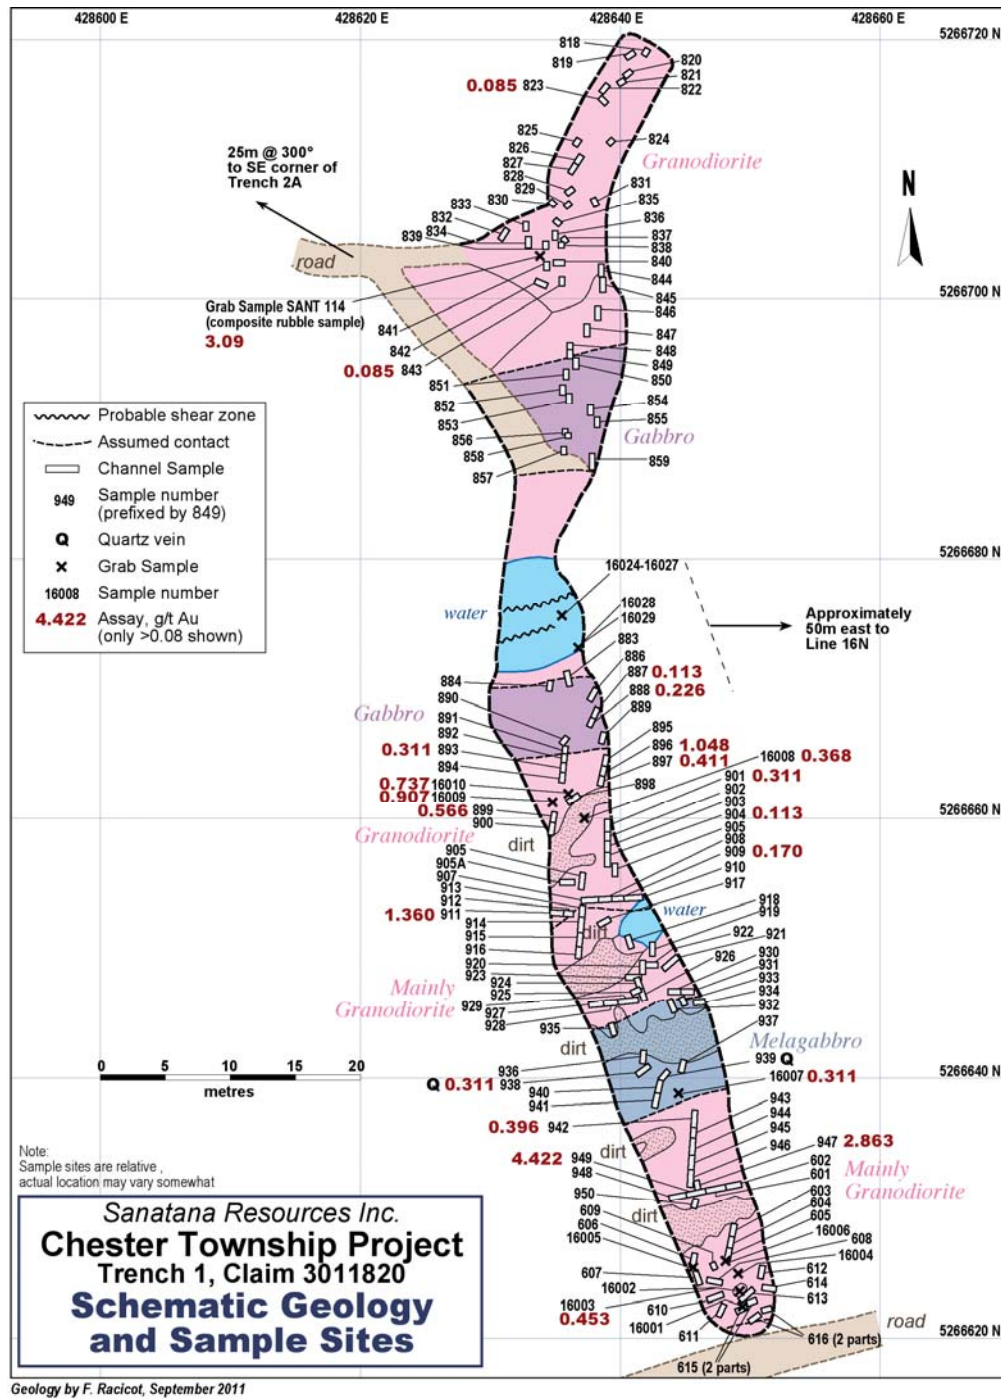 428600 E 428620 E 428640 E 428660 E
5266720 N
818
819
820
821
822
0.085 823
825
824
826
827
Granodiorite
25m @ 300°
to SE corner of
Trench 2A
828
829
830
831
833
835
832
836
834
837
839
838
840
N
road
844
5266700 N
Grab Sample SANT 114
(composite rubble sample)
3.09
845
846
841
847
842
848
0.085 843
849
850
851
852
854
853
855
856
Gabbro
858
859
857
Probable shear zone
Assumed contact
Channel Sample
949 Sample number
(prefixed by 849)
Q Quartz vein
Grab Sample
16008 Sample number
4.422 Assay, g/t Au
(only >0.08 shown)
5266680 N
16024-16027
water
16028
16029
Approximately
50m east to
Line 16N
883
886
884
887 0.113
890
888 0.226
Gabbro
889
891
892
895
0.311 893
896 1.048
894
897 0.411
16008 0.368
0.737 16010
898
901 0.311
0.907 16009
902
0.566 899
903
900
904 0.113
5266660 N
Granodiorite
dirt
905
908
905
909 0.170
905A
910
907
917
913
912
918
1.360 911
water
919
914
dirt
922
921
915
916
926
930
920
931
923
933
Mainly
Granodiorite
924
934
925
929
927
932
928
937
935
Melagabbro
dirt
936
939 Q
Q 0.311 938
16007 0.311
5266640 N
940
941
943
0.396 942
944
945
946
947 2.863
dirt
4.422 949
602
948
601
Mainly
Granodiorite
950
603
dirt
604
609
605
606
16006
16005
608
16004
607
612
16002
614
16003
613
0.453
610
16001
611
616 (2 parts)
615 (2 parts)
road
5266620 N
0 5 10 15 20
metres
Note:
Sample sites are relative ,
actual location may vary somewhat
Sanatana Resources Inc.
Chester Township Project
Trench 1, Claim 3011820
Schematic Geology
and Sample Sites
Geology by F. Racicot, September 2011